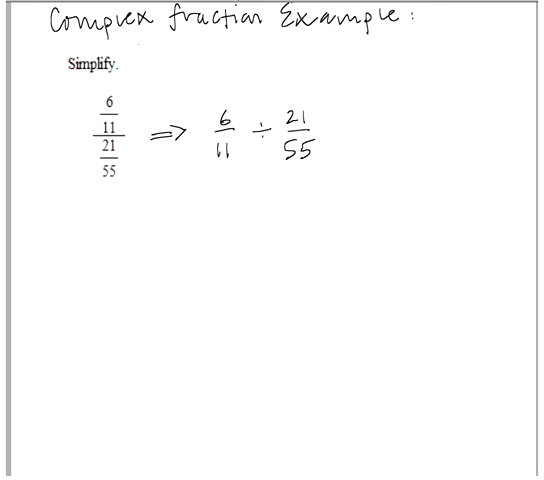 Complex fraction Example:
Simplify.
6/11 / 21/55 ⇒ 6/11 ÷ 21/55